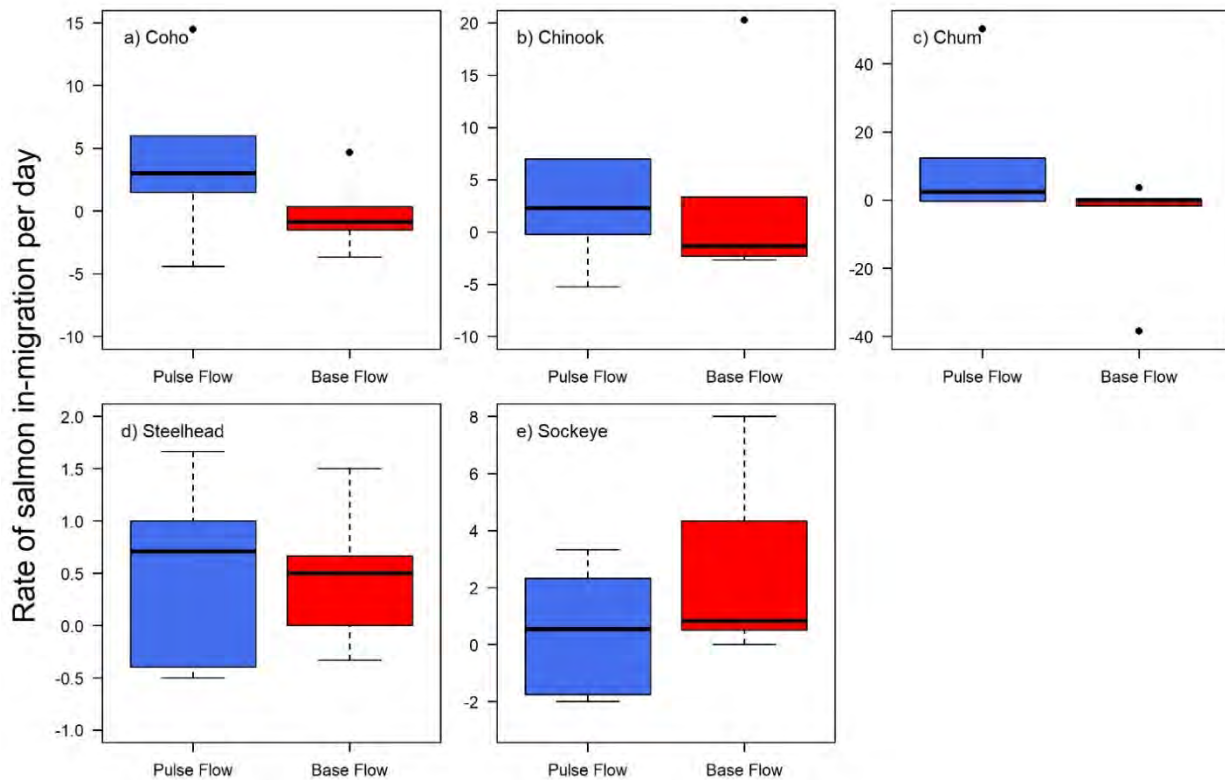 Rate of salmon in-migration per day
a) Coho
15
10
5
0
-5
-10
Pulse Flow
Base Flow
b) Chinook
20
15
10
5
0
-5
-10
Pulse Flow
Base Flow
c) Chum
40
20
0
-20
-40
Pulse Flow
Base Flow
d) Steelhead
2.0
1.5
1.0
0.5
0.0
-0.5
-1.0
Pulse Flow
Base Flow
e) Sockeye
8
6
4
2
0
-2
Pulse Flow
Base Flow